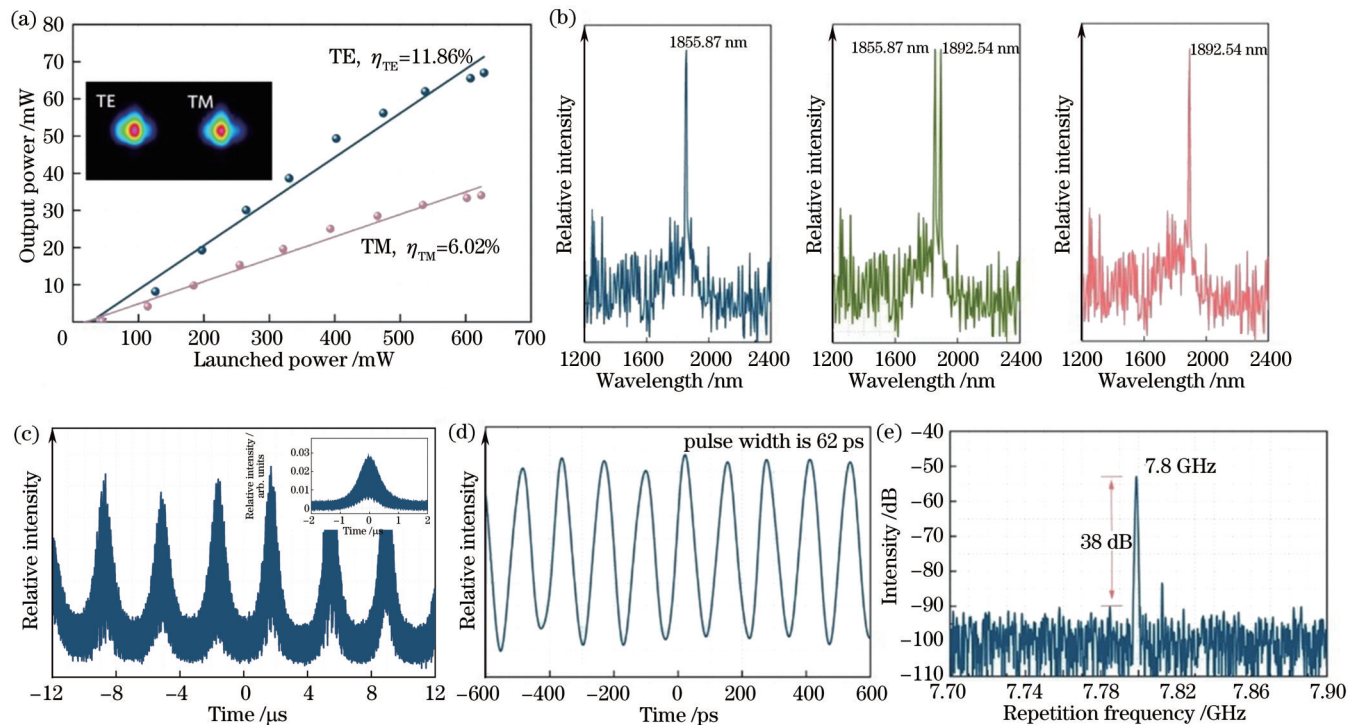 (a)
80
70
60
50
40
30
20
10
0
100
200
300
400
500
600
700
Output power /mW
Launched power /mW
TE, ηTE=11.86%
TM, ηTM=6.02%
TE
TM
(b)
1855.87 nm
Relative intensity
1200
1600
2000
2400
Wavelength /nm
1855.87 nm
1892.54 nm
Relative intensity
1200
1600
2000
2400
Wavelength /nm
1892.54 nm
Relative intensity
1200
1600
2000
2400
Wavelength /nm
(c)
Relative intensity
−12
−8
−4
0
4
8
12
Time /μs
Relative intensity /
arb. units
0.03
0.02
0.01
0
−2
−1
0
1
2
Time /μs
(d)
pulse width is 62 ps
Relative intensity
−600
−400
−200
0
200
400
600
Time /ps
(e)
−40
−50
−60
−70
−80
−90
−100
−110
Intensity /dB
7.8 GHz
38 dB
7.70
7.74
7.78
7.82
7.86
7.90
Repetition frequency /GHz